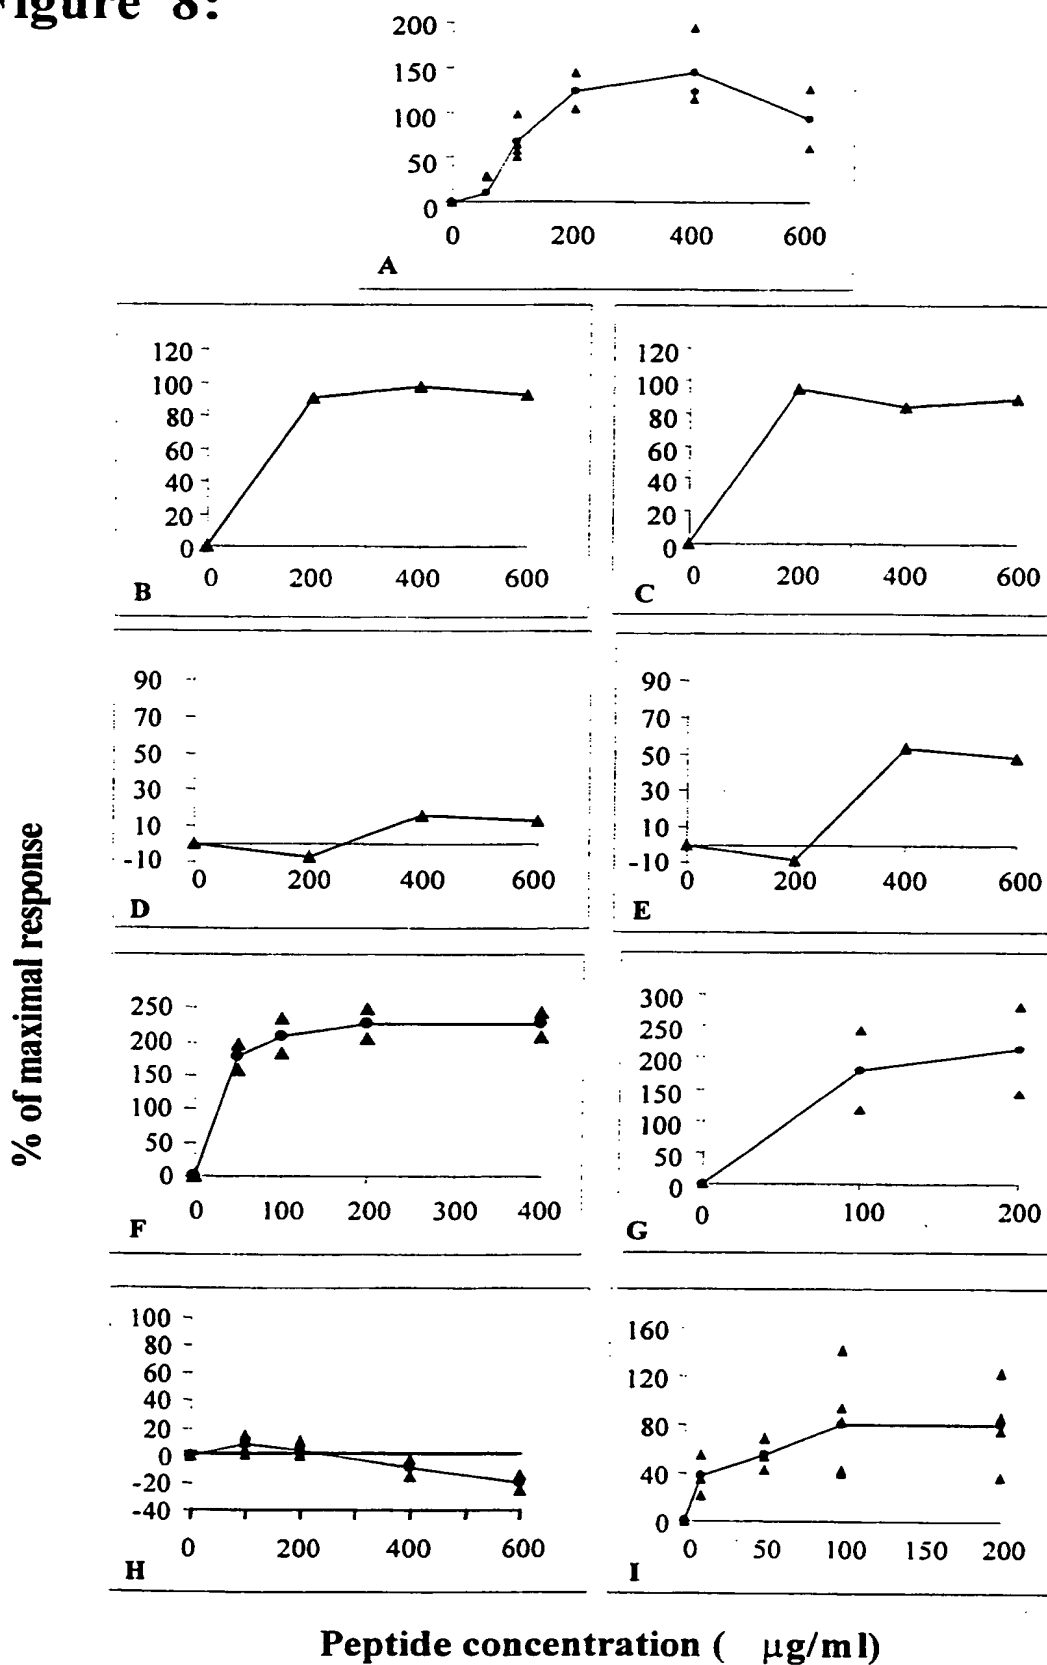 Figure 8:
200
150
100
50
0
0 200 400 600
A
120
100
80
60
40
20
0
0 200 400 600
B
120
100
80
60
40
20
0
0 200 400 600
C
90
70
50
30
10
-10
0 200 400 600
D
90
70
50
30
10
-10
0 200 400 600
E
% of maximal response
250
200
150
100
50
0
0 100 200 300 400
F
300
250
200
150
100
50
0
0 100 200
G
100
80
60
40
20
0
-20
-40
0 200 400 600
H
160
120
80
40
0
0 50 100 150 200
I
Peptide concentration ( µg/ml)